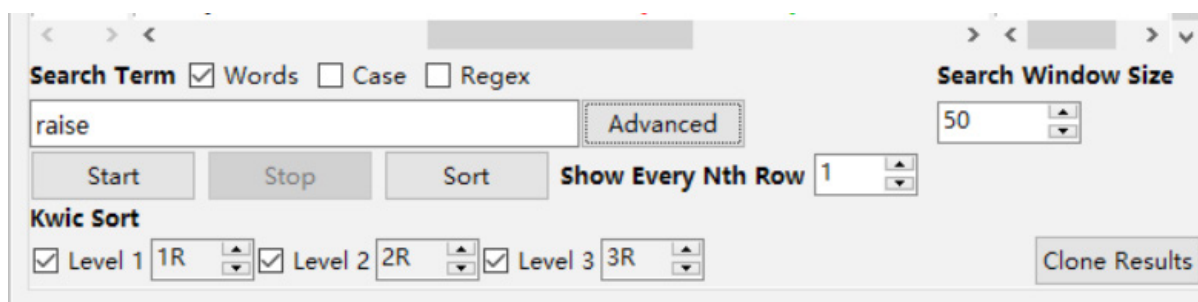 Search Term Words Case Regex Search Window Size
raise Advanced 50
Start Stop Sort Show Every Nth Row 1
Kwic Sort
Level 1 1R Level 2 2R Level 3 3R Clone Results